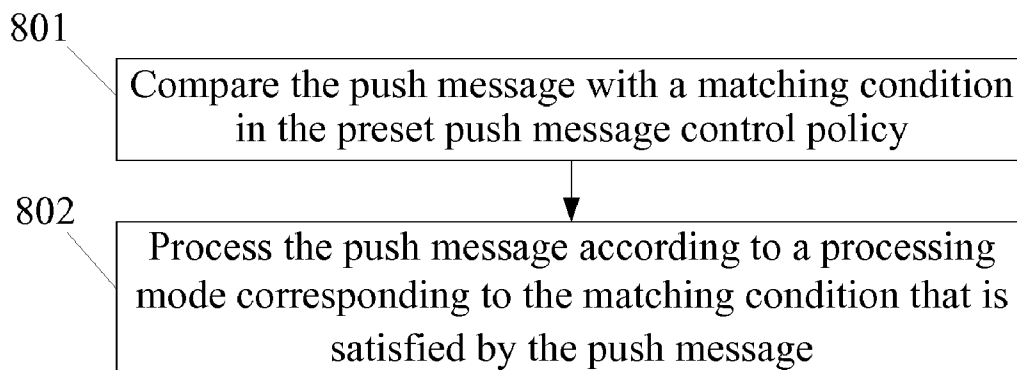 801
Compare the push message with a matching condition
in the preset push message control policy
802
Process the push message according to a processing
mode corresponding to the matching condition that is
satisfied by the push message